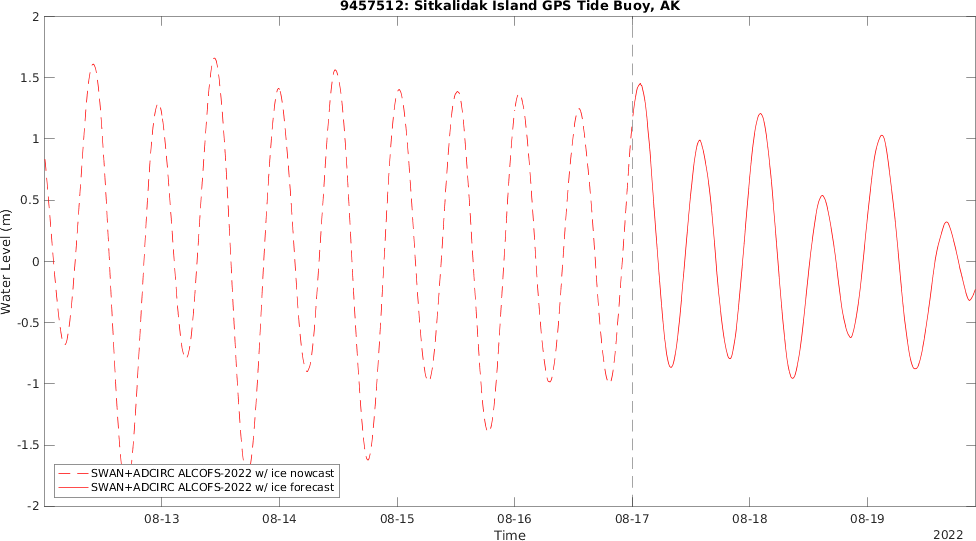 9457512: Sitkalidak Island GPS Tide Buoy, AK
Water Level (m)
2
1.5
1
0.5
0
-0.5
-1
-1.5
-2
SWAN+ADCIRC ALCOFS-2022 w/ ice nowcast
SWAN+ADCIRC ALCOFS-2022 w/ ice forecast
08-13 08-14 08-15 08-16 08-17 08-18 08-19
Time
2022